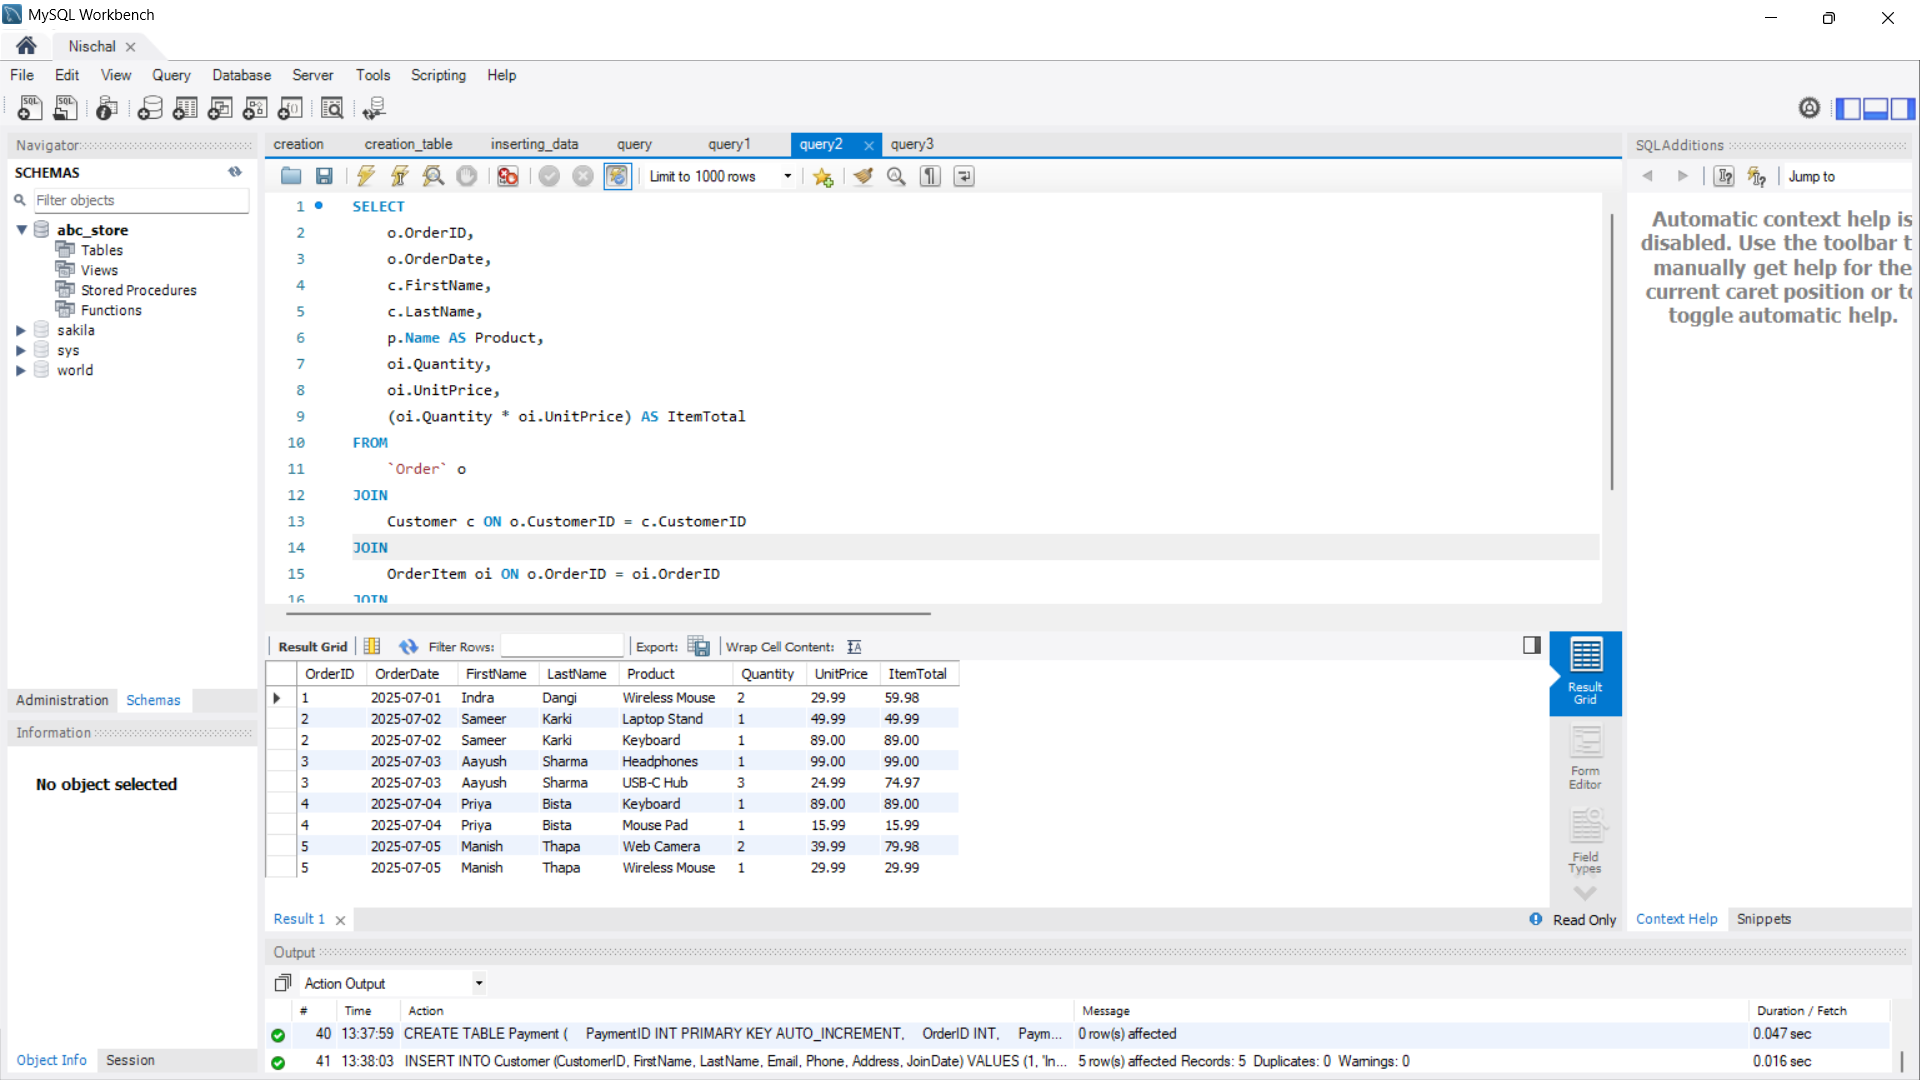 MySQL Workbench
Nischal
File Edit View Query Database Server Tools Scripting Help
Navigator
SCHEMAS
Filter objects
abc_store
Tables
Views
Stored Procedures
Functions
sakila
sys
world
Administration Schemas
Information
No object selected
Object Info Session
creation creation_table inserting_data query query1 query2 query3
Limit to 1000 rows
1 SELECT
2 o.OrderID,
3 o.OrderDate,
4 c.FirstName,
5 c.LastName,
6 p.Name AS Product,
7 oi.Quantity,
8 oi.UnitPrice,
9 (oi.Quantity * oi.UnitPrice) AS ItemTotal
10 FROM
11 `Order` o
12 JOIN
13 Customer c ON o.CustomerID = c.CustomerID
14 JOIN
15 OrderItem oi ON o.OrderID = oi.OrderID
16 JOIN
Result Grid Filter Rows: Export: Wrap Cell Content:
OrderID OrderDate FirstName LastName Product Quantity UnitPrice ItemTotal
1 2025-07-01 Indra Dangi Wireless Mouse 2 29.99 59.98
2 2025-07-02 Sameer Karki Laptop Stand 1 49.99 49.99
2 2025-07-02 Sameer Karki Keyboard 1 89.00 89.00
3 2025-07-03 Aayush Sharma Headphones 1 99.00 99.00
3 2025-07-03 Aayush Sharma USB-C Hub 3 24.99 74.97
4 2025-07-04 Priya Bista Keyboard 1 89.00 89.00
4 2025-07-04 Priya Bista Mouse Pad 1 15.99 15.99
5 2025-07-05 Manish Thapa Web Camera 2 39.99 79.98
5 2025-07-05 Manish Thapa Wireless Mouse 1 29.99 29.99
Result
Grid
Form
Editor
Field
Types
Result 1
Read Only
SQLAdditions
Jump to
Automatic context help is
disabled. Use the toolbar t
manually get help for the
current caret position or to
toggle automatic help.
Context Help Snippets
Output
Action Output
# Time Action Message Duration / Fetch
40 13:37:59 CREATE TABLE Payment ( PaymentID INT PRIMARY KEY AUTO_INCREMENT, OrderID INT, Paym... 0 row(s) affected 0.047 sec
41 13:38:03 INSERT INTO Customer (CustomerID, FirstName, LastName, Email, Phone, Address, JoinDate) VALUES (1, 'In... 5 row(s) affected Records: 5 Duplicates: 0 Warnings: 0 0.016 sec